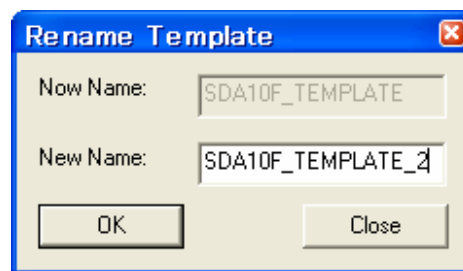 Rename Template
Now Name: SDA10F_TEMPLATE
New Name: SDA10F_TEMPLATE_2
OK Close